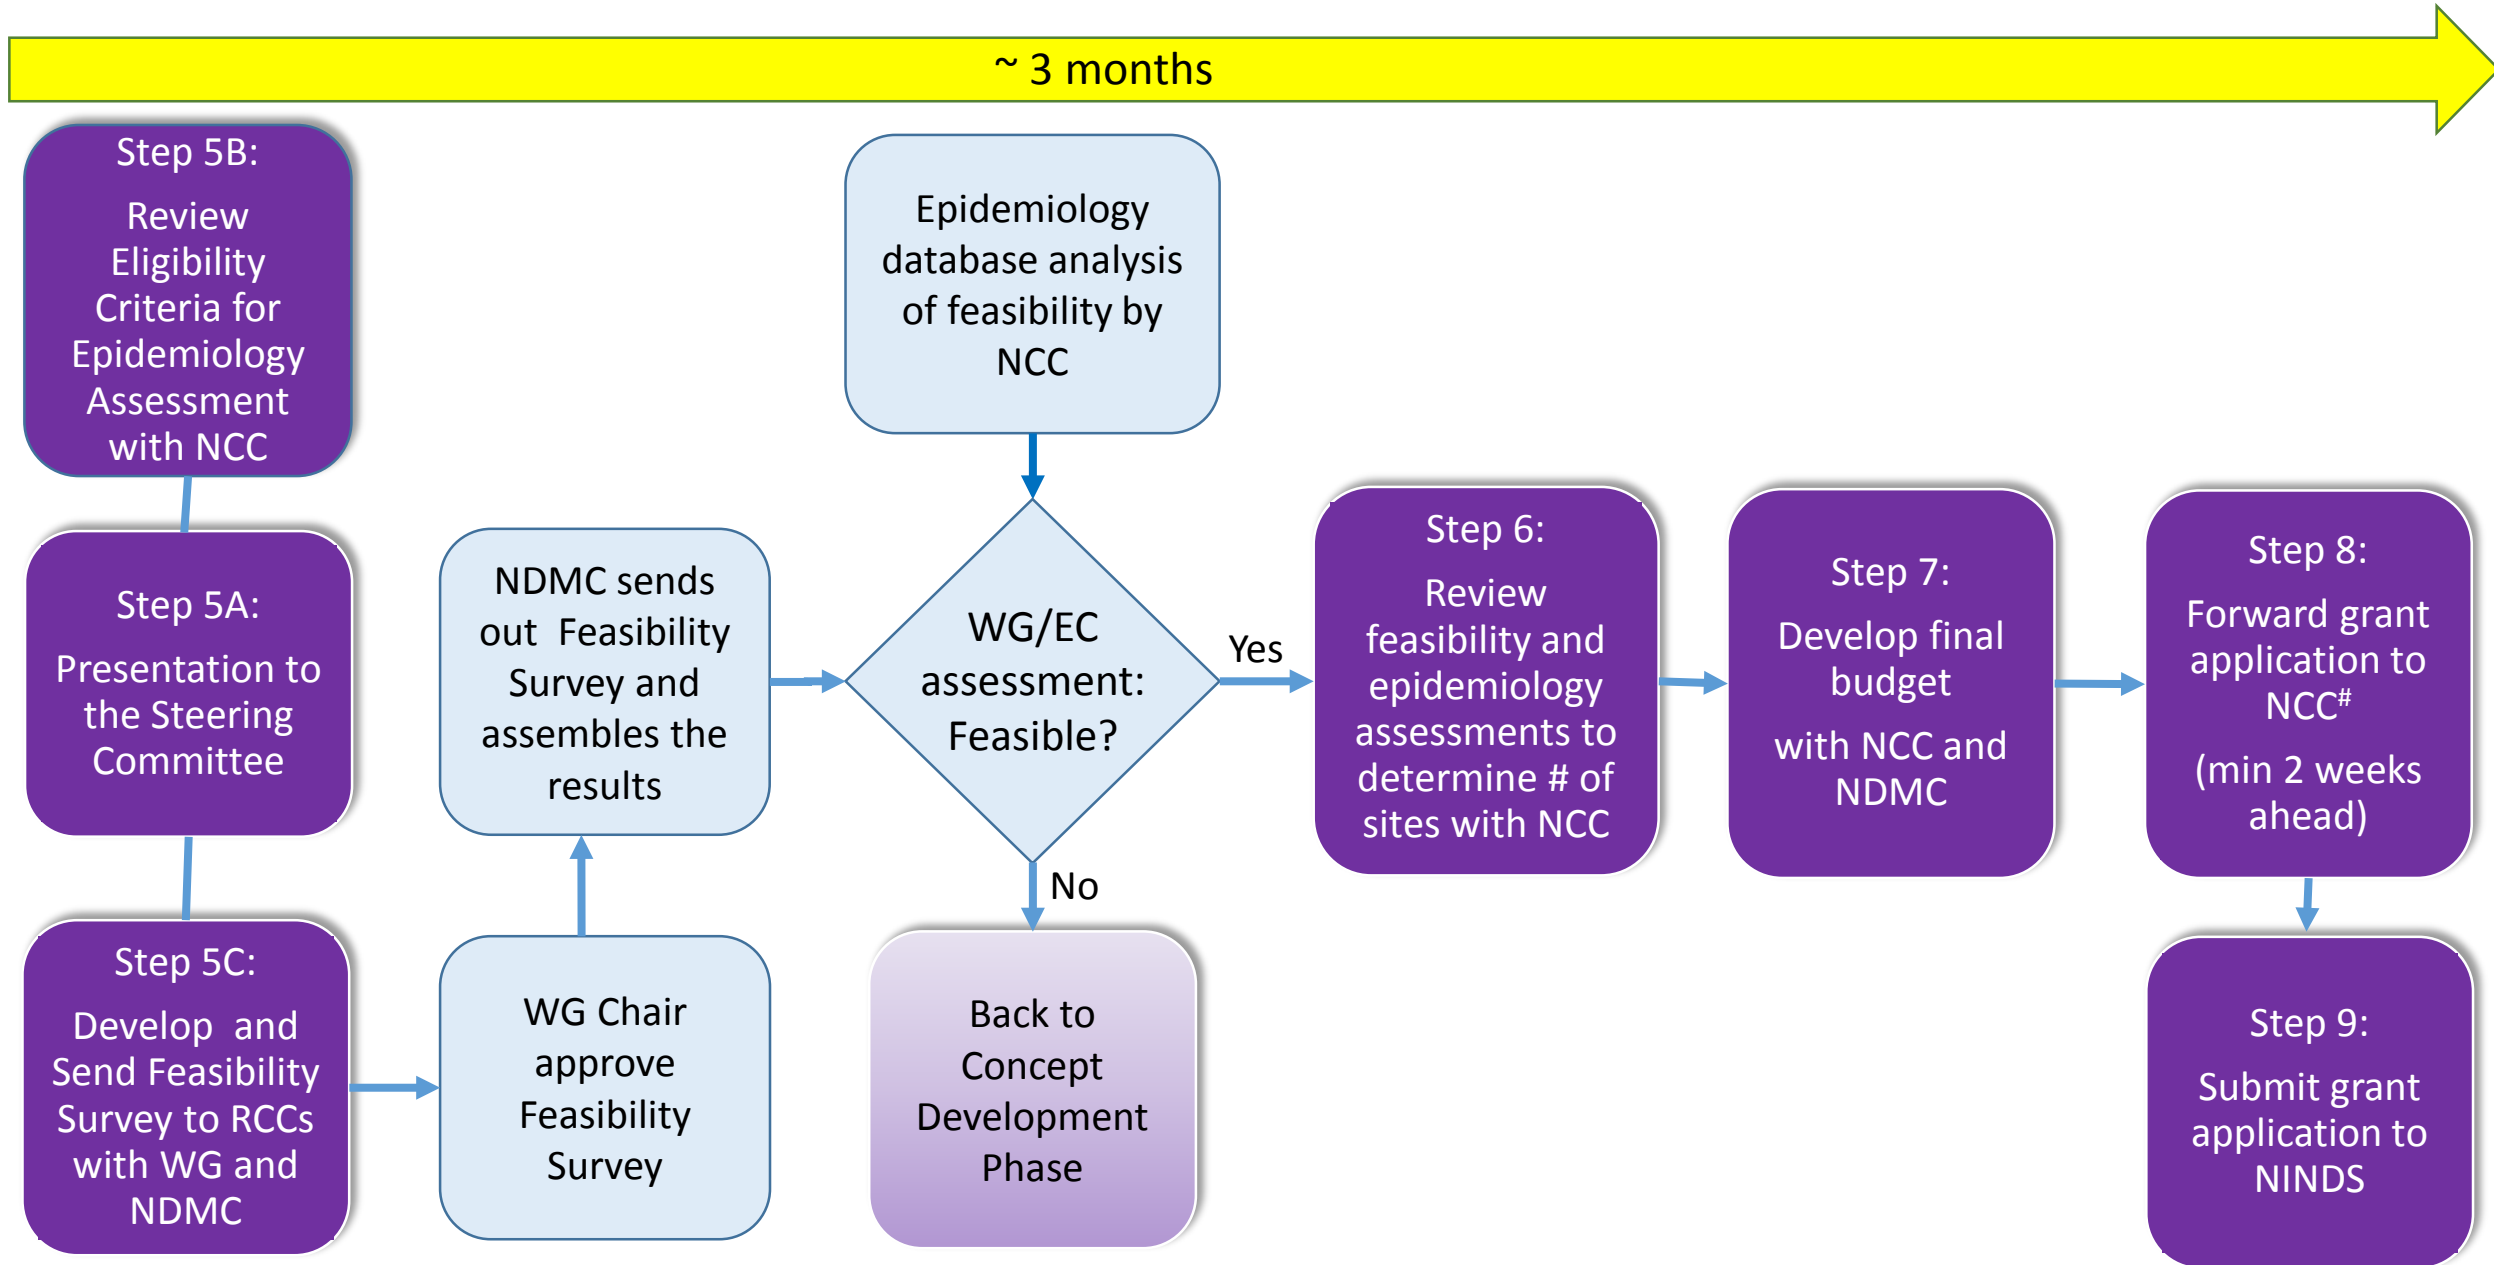 ~ 3 months
Step 5B:
Review
Eligibility
Criteria for
Epidemiology
Assessment
with NCC
Step 5A:
Presentation to
the Steering
Committee
Step 5C:
Develop  and
Send Feasibility
Survey to RCCs
with WG and
NDMC
WG Chair
approve
Feasibility
Survey
NDMC sends
out  Feasibility
Survey and
assembles the
results
Epidemiology
database analysis
of feasibility by
NCC
WG/EC
assessment:
Feasible?
Yes
No
Back to
Concept
Development
Phase
Step 6:
Review
feasibility and
epidemiology
assessments to
determine # of
sites with NCC
Step 7:
Develop final
budget
with NCC and
NDMC
Step 8:
Forward grant
application to
NCC#
(min 2 weeks
ahead)
Step 9:
Submit grant
application to
NINDS